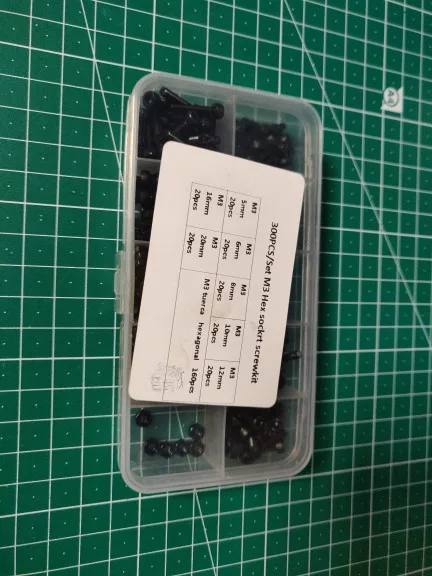 300PCS/Set M3 Hex sockrt screwkit
M3 M3 M3 M3 M3
5mm 6mm 8mm 10mm 12mm
20pcs 20pcs 20pcs 20pcs 20pcs
M3 M3 M3 tuerca hexagonal
16mm 20mm
20pcs 20pcs 160pcs
A4